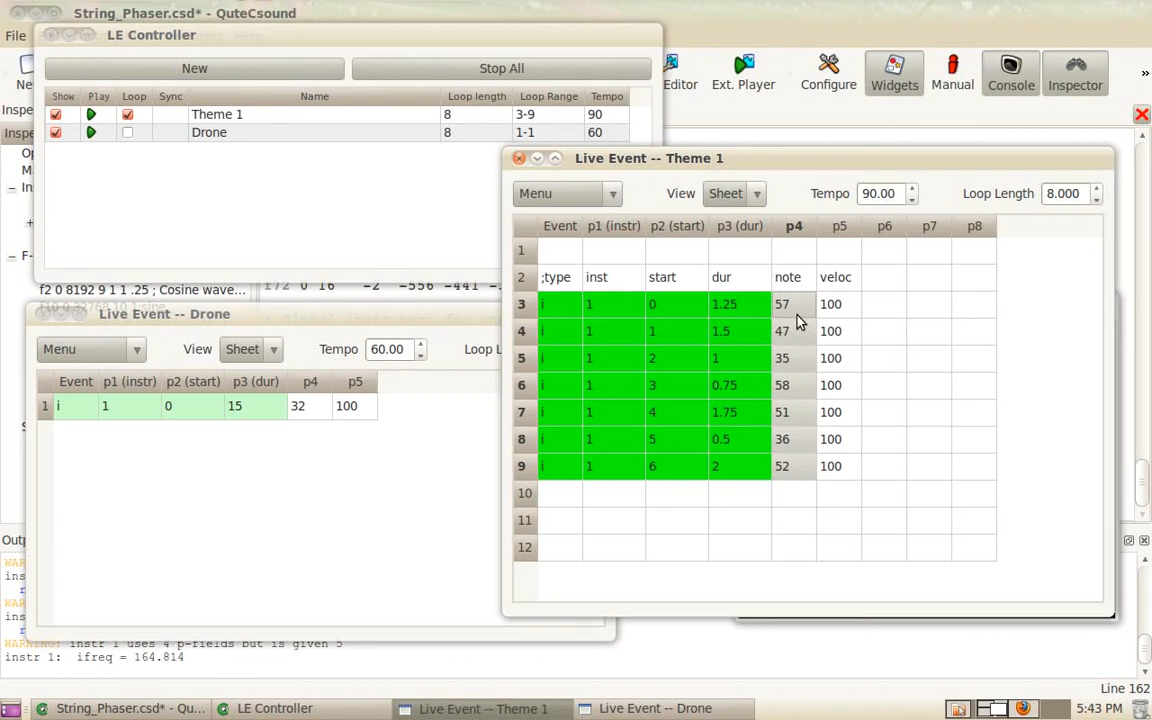 String_Phaser.csd* - QuteCsound
File
LE Controller
New
Stop All
Show Play Loop Sync Name Loop length Loop Range Tempo
Theme 1 8 3-9 90
Drone 8 1-1 60
Editor
Ext. Player
Configure
Widgets
Manual
Console
Inspector
»
Live Event -- Theme 1
Menu
View
Sheet
Tempo
90.00
Loop Length
8.000
Event p1 (instr) p2 (start) p3 (dur) p4 p5 p6 p7 p8
1
2 ;type inst start dur note veloc
3 i 1 0 1.25 57 100
4 i 1 1 1.5 47 100
5 i 1 2 1 35 100
6 i 1 3 0.75 58 100
7 i 1 4 1.75 51 100
8 i 1 5 0.5 36 100
9 i 1 6 2 52 100
10
11
12
f2 0 8192 9 1 1 .25 ; Cosine wave...
Live Event -- Drone
Menu
View
Sheet
Tempo
60.00
Loop L
Event p1 (instr) p2 (start) p3 (dur) p4 p5
1 i 1 0 15 32 100
WARNING: instr 1 uses 4 p-fields but is given 5
instr 1: ifreq = 164.814
Line 162
String_Phaser.csd* - Qu...
LE Controller
Live Event -- Theme 1
Live Event -- Drone
5:43 PM